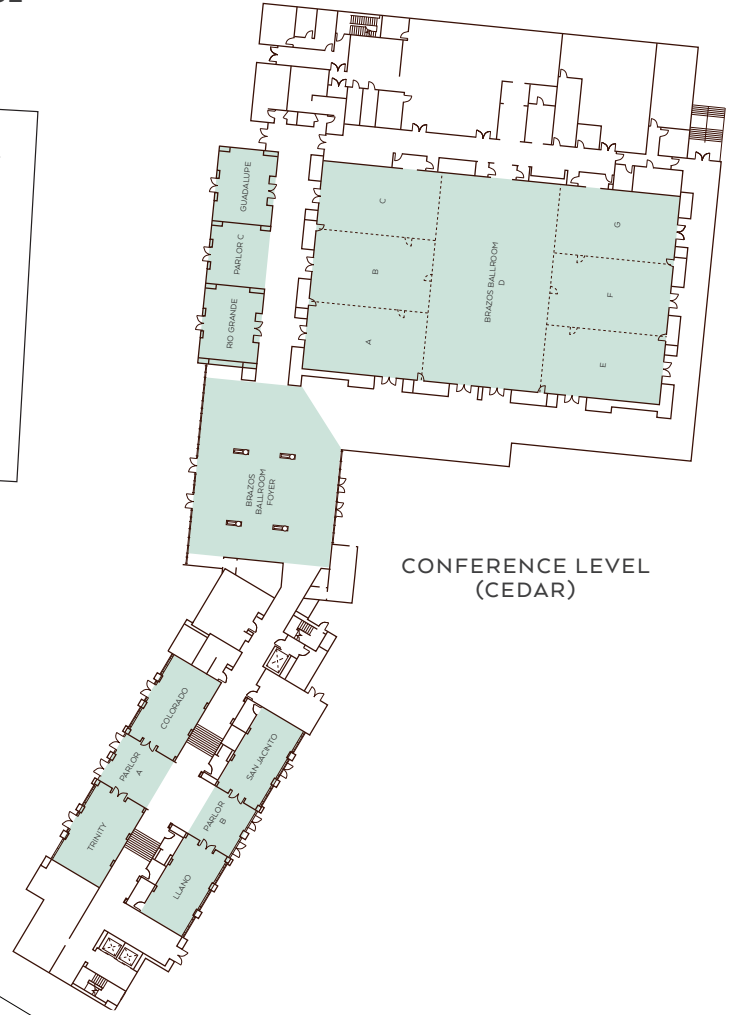 GUADALUPE
PARLOR C
RIO GRANDE
C
B
A
BRAZOS BALLROOM
D
G
F
E
BRAZOS
BALLROOM
FOYER
CONFERENCE LEVEL
(CEDAR)
COLORADO
PARLOR
A
TRINITY
SAN JACINTO
PARLOR
B
LLANO